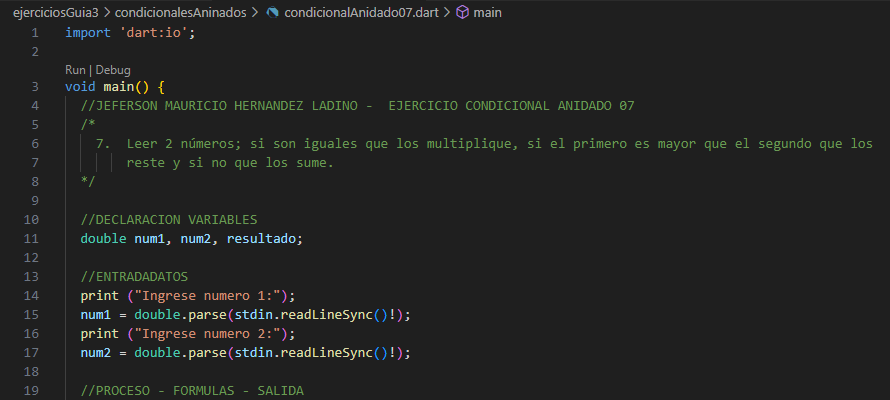 ejerciciosGuia3 > condicionalesAninados > condicionalAnidado07.dart > main
1 import 'dart:io';
2
Run | Debug
3 void main() {
4 //JEFERSON MAURICIO HERNANDEZ LADINO - EJERCICIO CONDICIONAL ANIDADO 07
5 /*
6 7. Leer 2 números; si son iguales que los multiplique, si el primero es mayor que el segundo que los
7 reste y si no que los sume.
8 */
9
10 //DECLARACION VARIABLES
11 double num1, num2, resultado;
12
13 //ENTRADADATOS
14 print ("Ingrese numero 1:");
15 num1 = double.parse(stdin.readLineSync()!);
16 print ("Ingrese numero 2:");
17 num2 = double.parse(stdin.readLineSync()!);
18
19 //PROCESO - FORMULAS - SALIDA